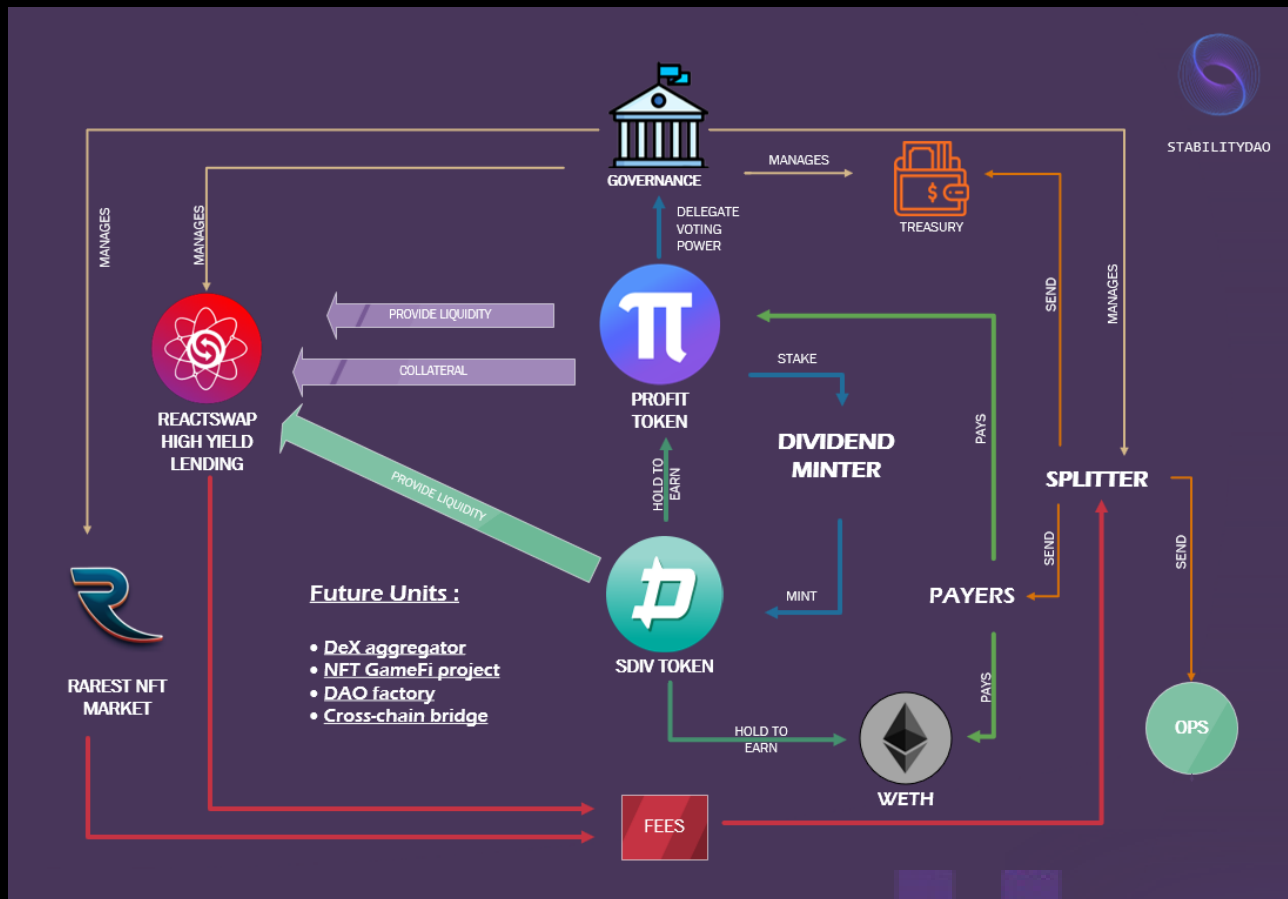 STABILITYDAO
GOVERNANCE
MANAGES
TREASURY
MANAGES
MANAGES
DELEGATE
VOTING
POWER
SEND
MANAGES
PROVIDE LIQUIDITY
COLLATERAL
REACTSWAP
HIGH YIELD
LENDING
PROFIT
TOKEN
STAKE
DIVIDEND
MINTER
PAYS
SPLITTER
PROVIDE LIQUIDITY
HOLD TO
EARN
SEND
SEND
Future Units :
• DeX aggregator
• NFT GameFi project
• DAO factory
• Cross-chain bridge
MINT
PAYERS
SDIV TOKEN
RAREST NFT
MARKET
PAYS
OPS
HOLD TO
EARN
WETH
FEES